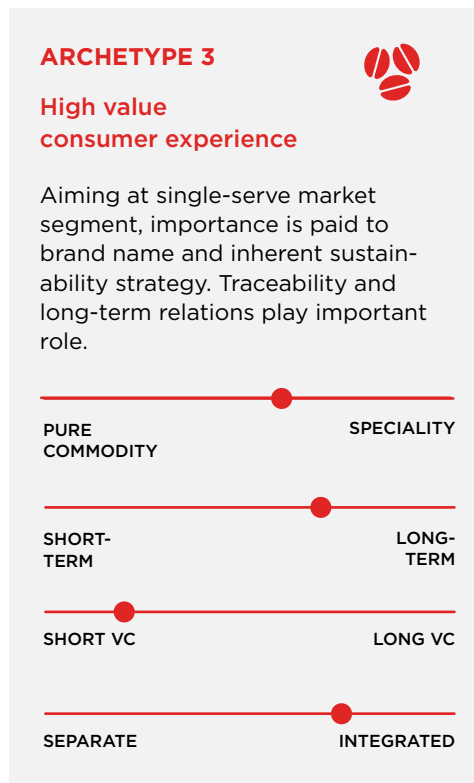 ARCHETYPE 3
High value
consumer experience
Aiming at single-serve market
segment, importance is paid to
brand name and inherent sustain-
ability strategy. Traceability and
long-term relations play important
role.
PURE
COMMODITY
SPECIALITY
SHORT-
TERM
LONG-
TERM
SHORT VC
LONG VC
SEPARATE
INTEGRATED